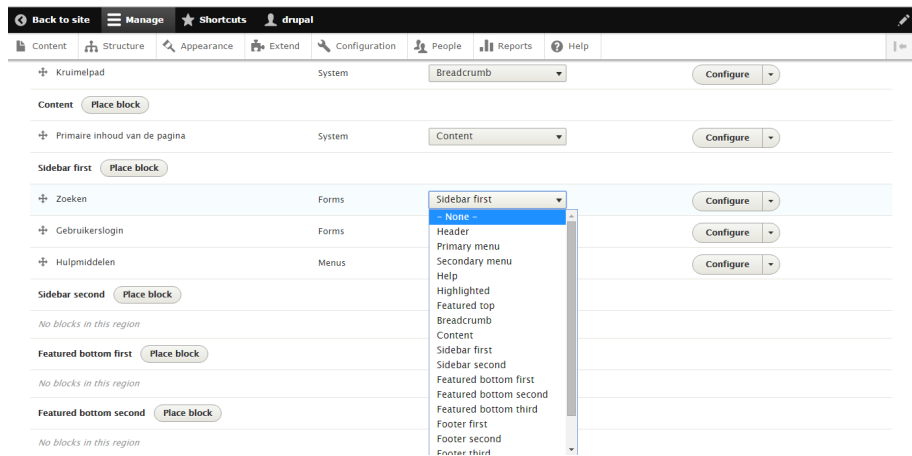 Back to site Manage Shortcuts drupal
Content Structure Appearance Extend Configuration People Reports Help
Kruimelpad System Breadcrumb Configure
Content Place block
Primaire inhoud van de pagina System Content Configure
Sidebar first Place block
Zoeken Forms Sidebar first Configure
– None –
Gebruikerslogin Forms Header Configure
Primary menu
Secondary menu
Hulpmiddelen Menus Help Configure
Highlighted
Sidebar second Place block
Featured top
Breadcrumb
No blocks in this region
Content
Featured bottom first Place block
Sidebar first
Sidebar second
No blocks in this region
Featured bottom first
Featured bottom second
Featured bottom second Place block
Featured bottom third
Footer first
No blocks in this region
Footer second
Footer third